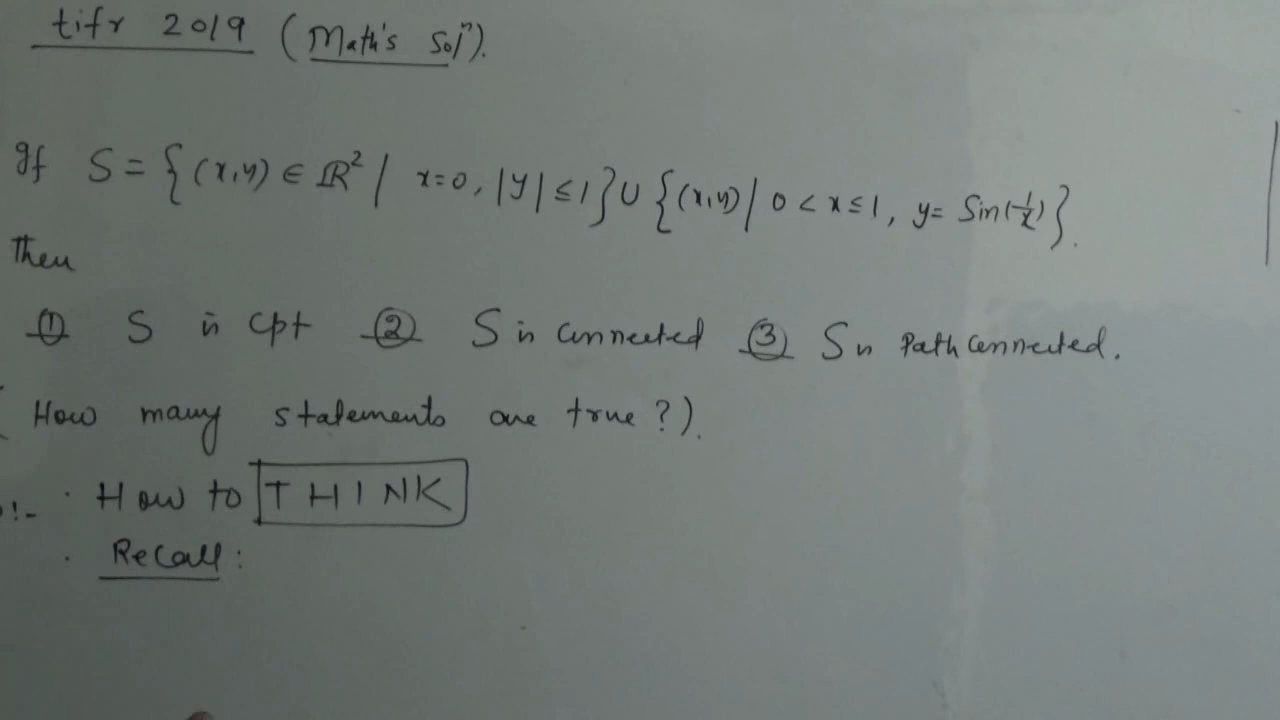 tifr 2019 (Math's Solⁿ).
If S = {(x,y) ∈ ℝ² | x=0, |y| ≤ 1} ∪ {(x,y) | 0 < x ≤ 1, y = Sin(1/x)}.
Then
① S is Cpt ② S is Connected ③ S is Path Connected.
How many statements are true?).
:- · How to THINK
· Recall: